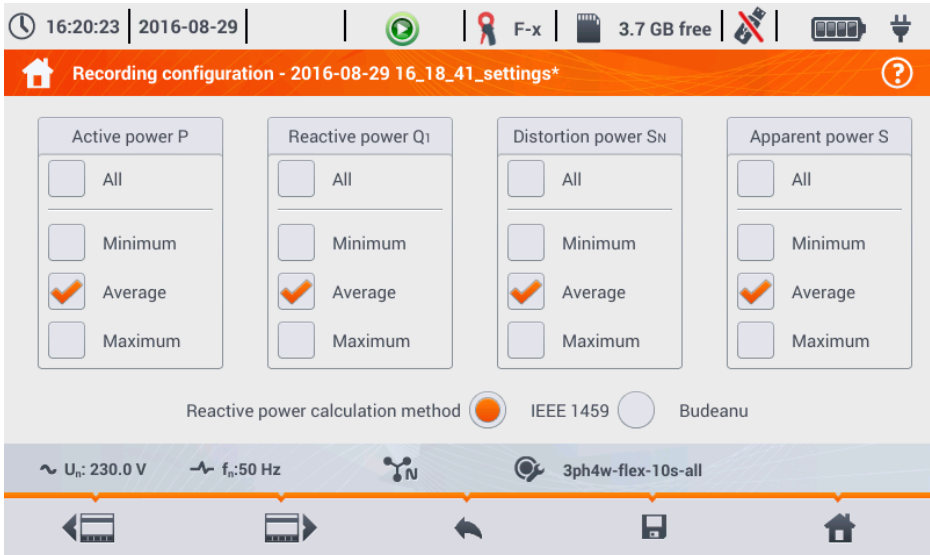 16:20:23 2016-08-29 F-x 3.7 GB free
Recording configuration - 2016-08-29 16_18_41_settings* ?
Active power P Reactive power Q1 Distortion power SN Apparent power S
All All All All
Minimum Minimum Minimum Minimum
Average Average Average Average
Maximum Maximum Maximum Maximum
Reactive power calculation method IEEE 1459 Budeanu
Un: 230.0 V fn:50 Hz N 3ph4w-flex-10s-all